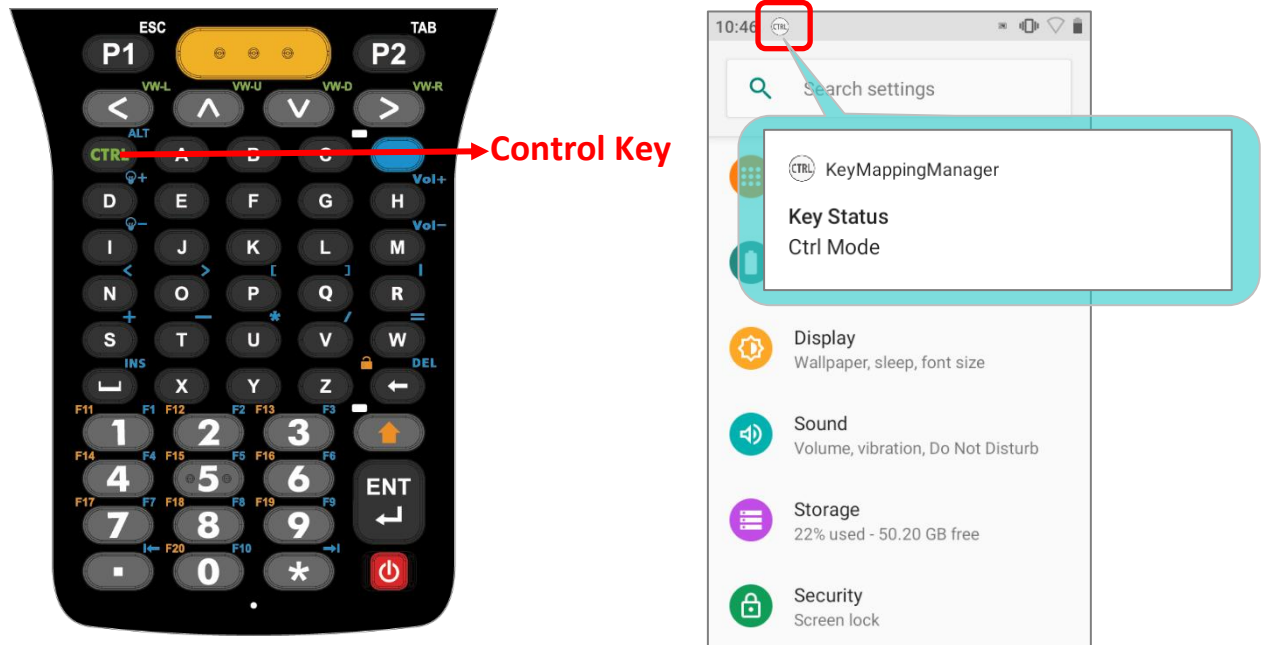 ESC TAB
P1 P2
VW-L VW-U VW-D VW-R
< ∧ ∨ >
ALT
CTRL A B C
Control Key
+ Vol+
D E F G H
− Vol−
I J K L M
< > [ ] |
N O P Q R
+ − * / =
S T U V W
INS DEL
X Y Z ←
F11 F1 F12 F2 F13 F3
1 2 3
F14 F4 F15 F5 F16 F6
4 5 6
ENT
F17 F7 F18 F8 F19 F9
7 8 9
|← F20 F10 →|
. 0 *
10:46 CTRL
Search settings
CTRL KeyMappingManager
Key Status
Ctrl Mode
Display
Wallpaper, sleep, font size
Sound
Volume, vibration, Do Not Disturb
Storage
22% used - 50.20 GB free
Security
Screen lock